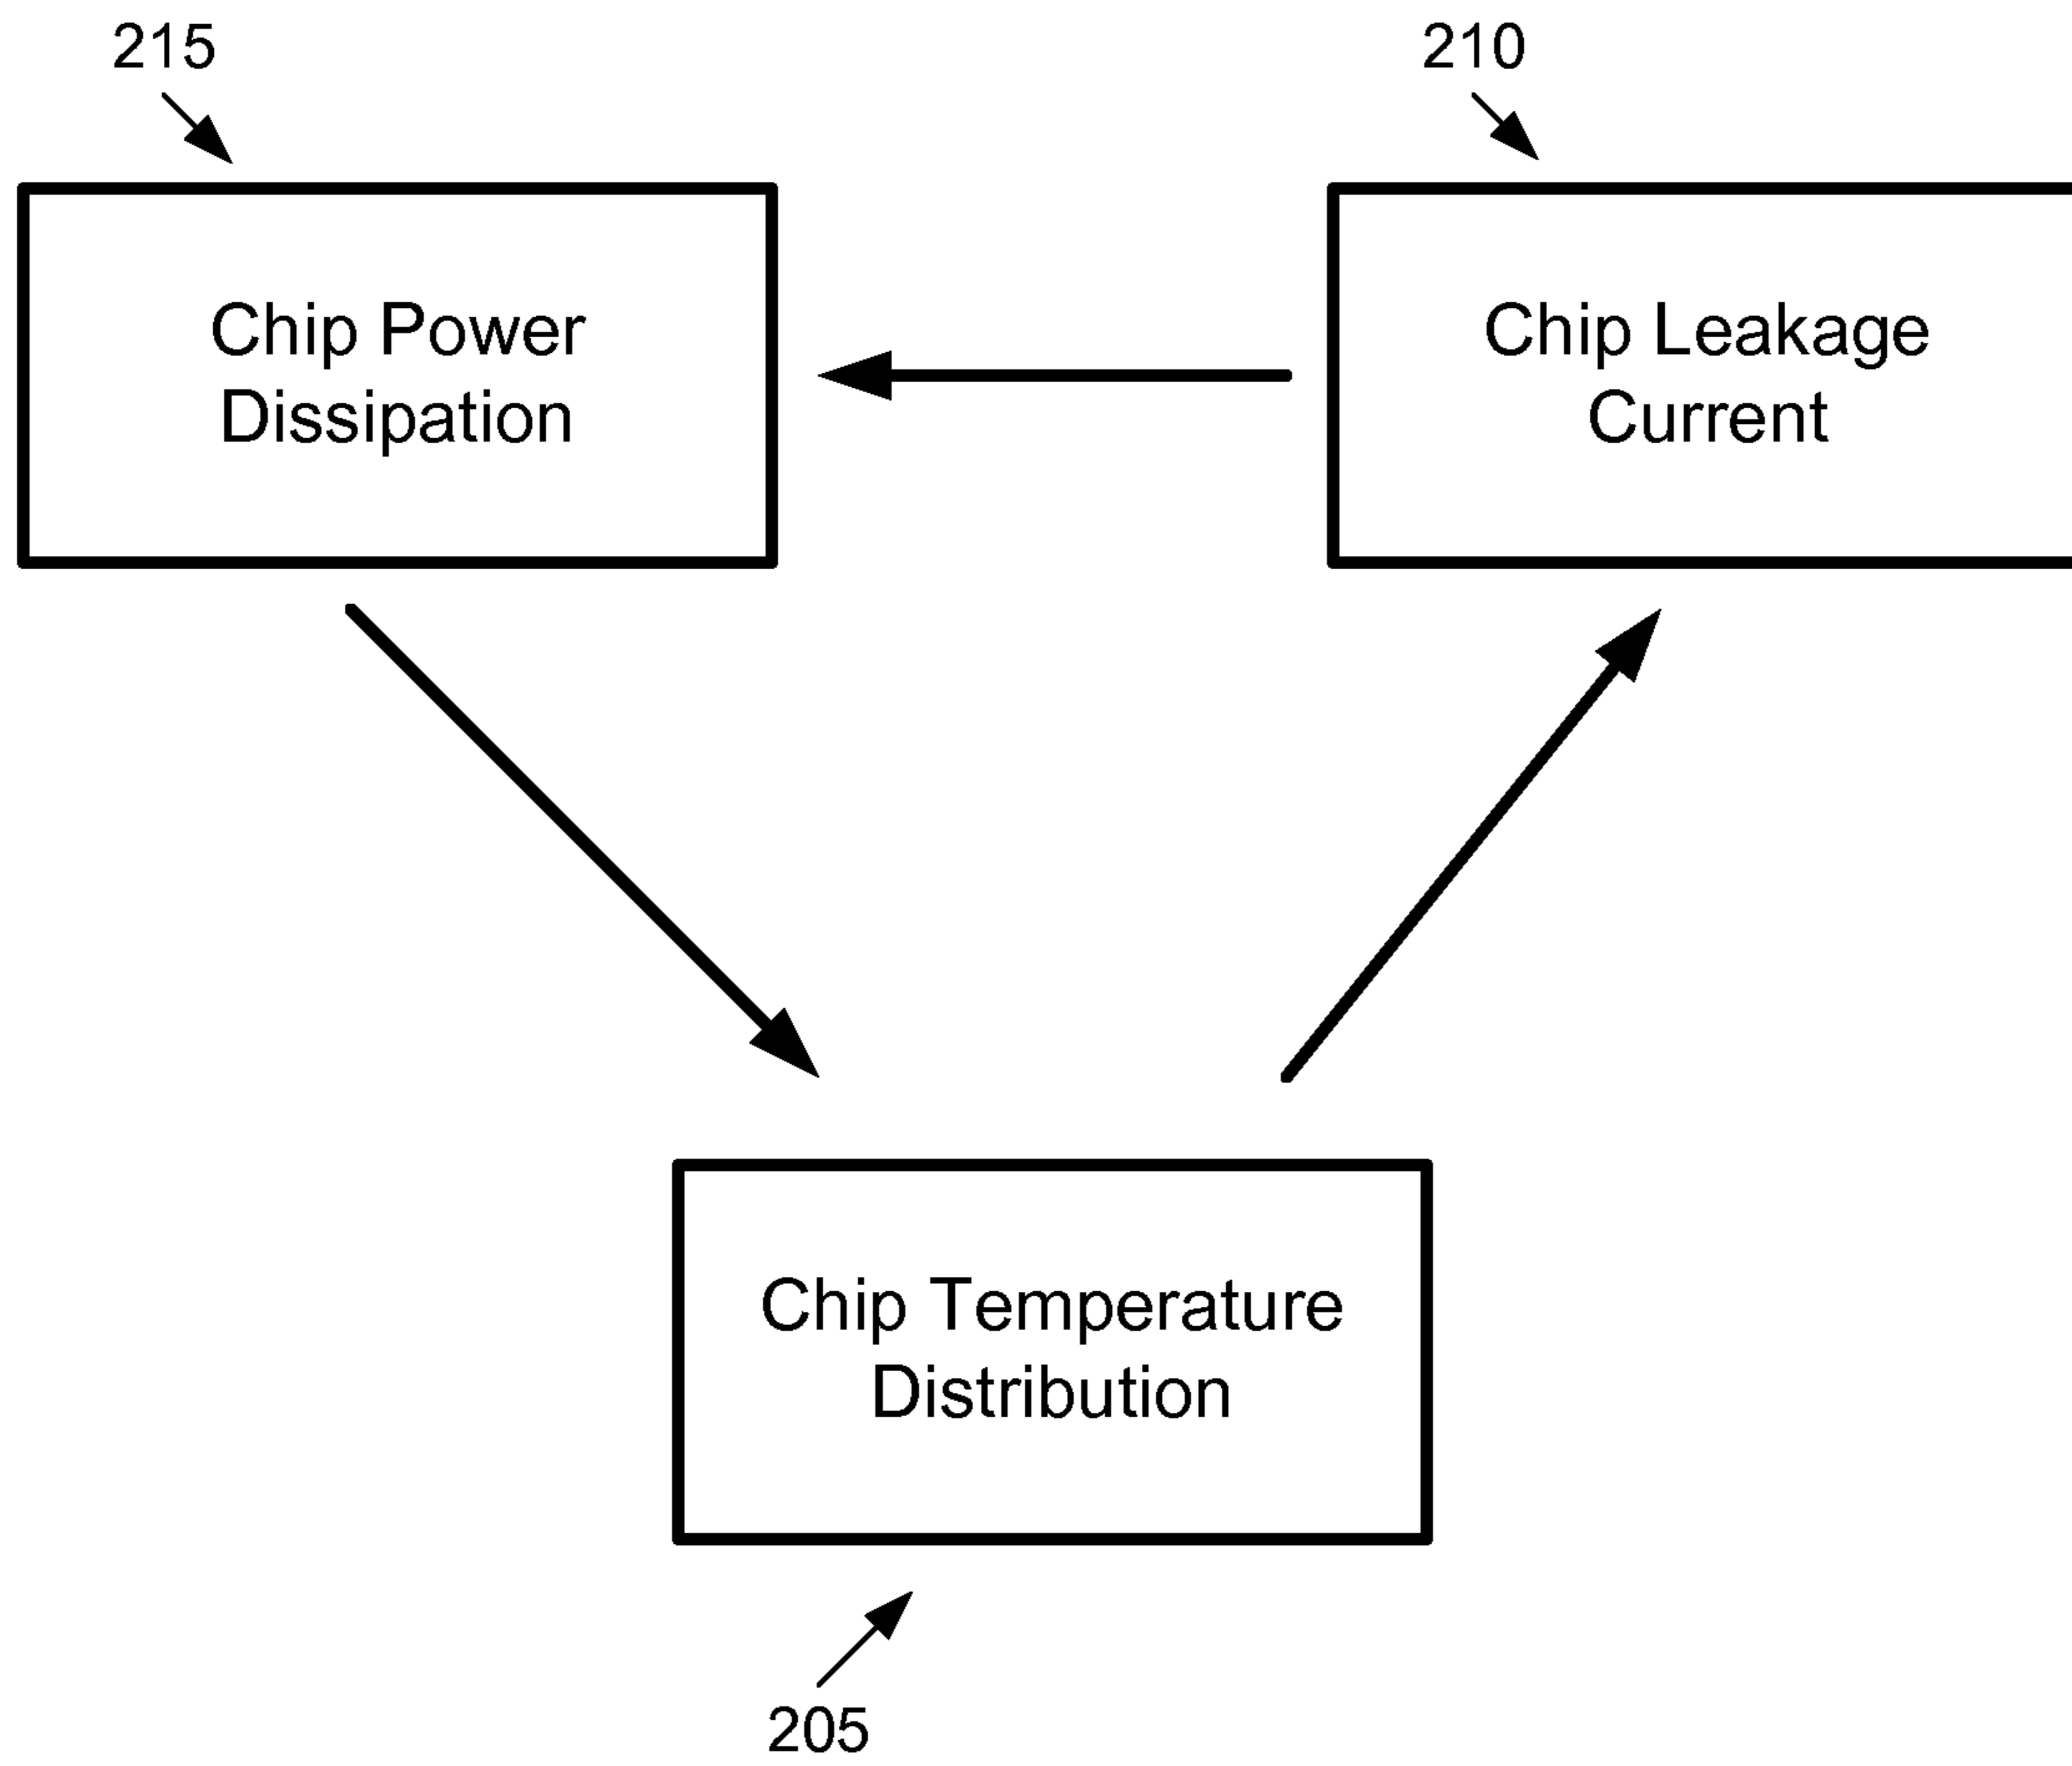 215
210
Chip Power
Dissipation
Chip Leakage
Current
Chip Temperature
Distribution
205